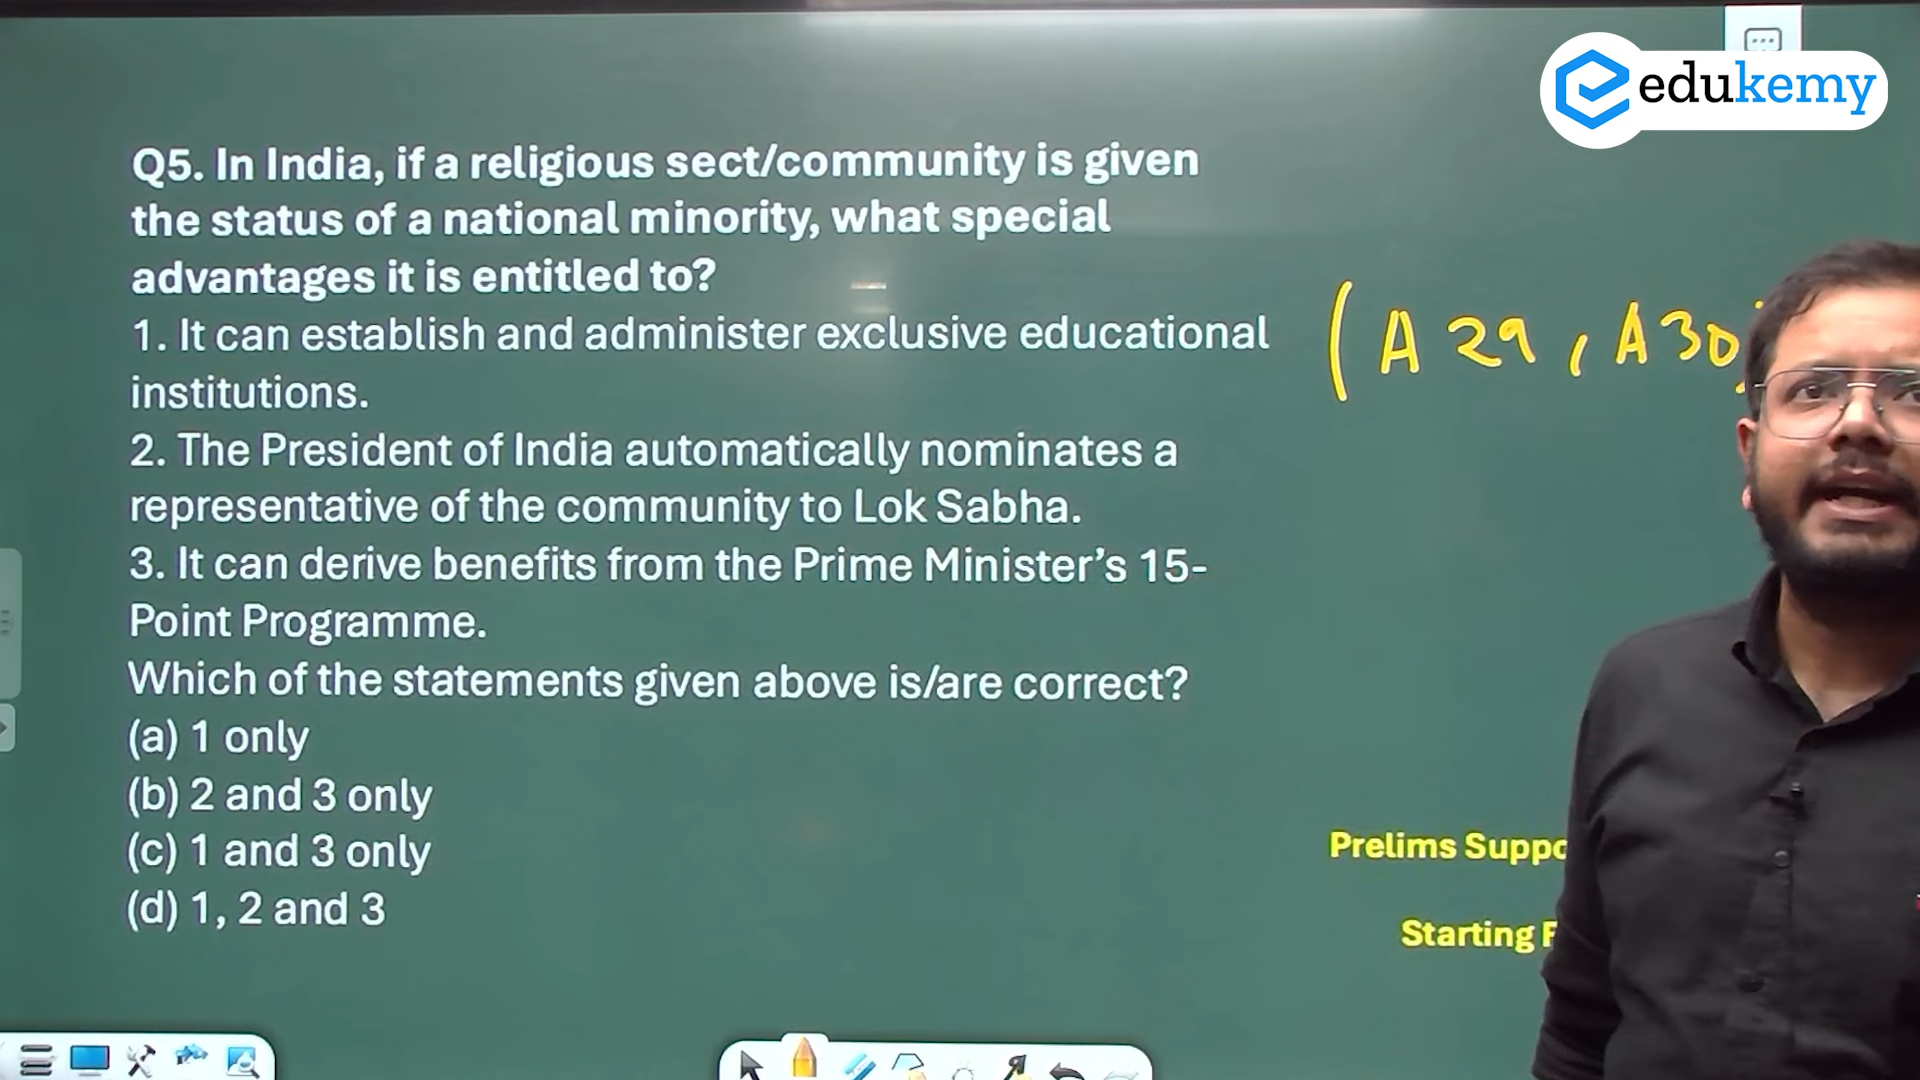 edukemy
Q5. In India, if a religious sect/community is given
the status of a national minority, what special
advantages it is entitled to?
1. It can establish and administer exclusive educational
institutions.
(A 29, A 30
2. The President of India automatically nominates a
representative of the community to Lok Sabha.
3. It can derive benefits from the Prime Minister's 15-
Point Programme.
Which of the statements given above is/are correct?
(a) 1 only
(b) 2 and 3 only
(c) 1 and 3 only
(d) 1, 2 and 3
Prelims
Starting